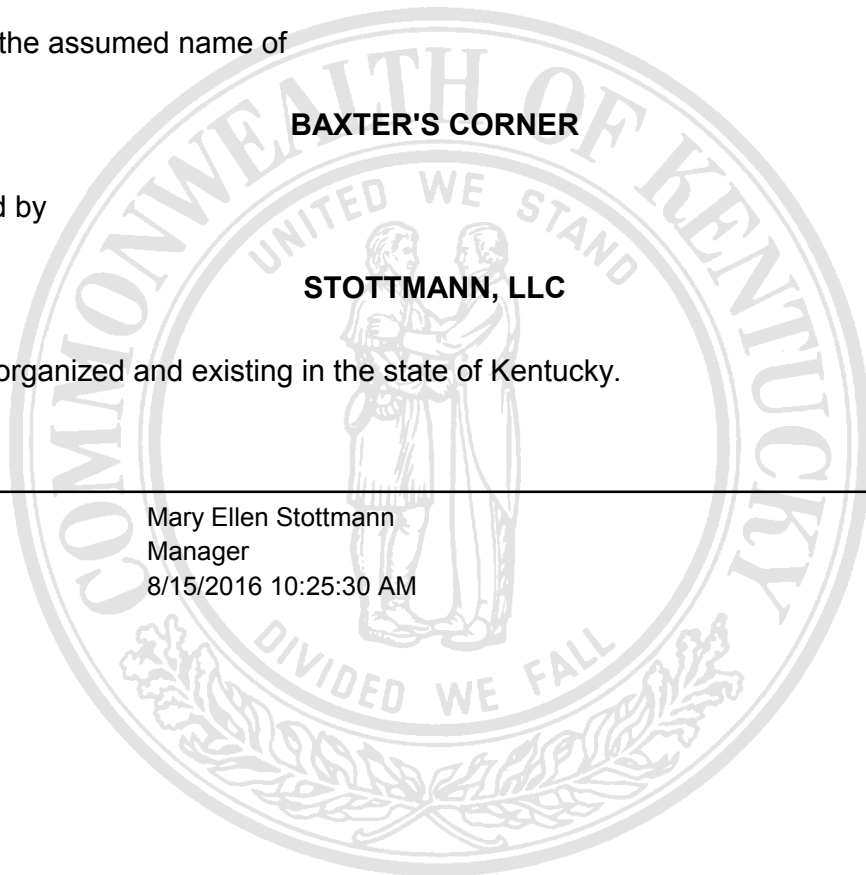 the assumed name of
BAXTER'S CORNER
d by
STOTTMANN, LLC
organized and existing in the state of Kentucky.
Mary Ellen Stottmann
Manager
8/15/2016 10:25:30 AM
COMMONWEALTH OF KENTUCKY
UNITED WE STAND
DIVIDED WE FALL